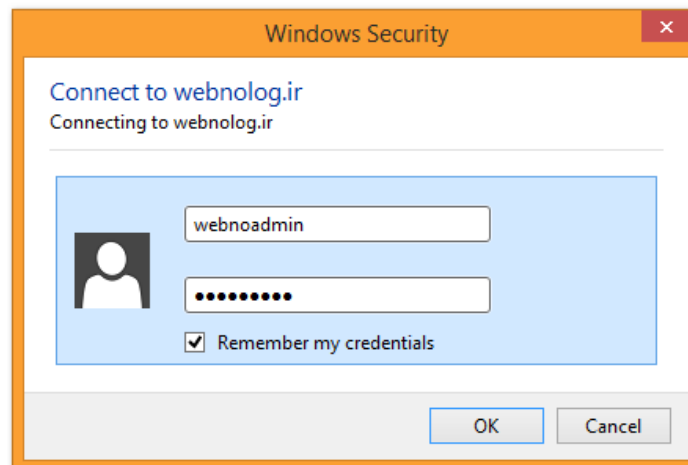 Windows Security
Connect to webnolog.ir
Connecting to webnolog.ir
webnoadmin
●●●●●●●●●
Remember my credentials
OK
Cancel